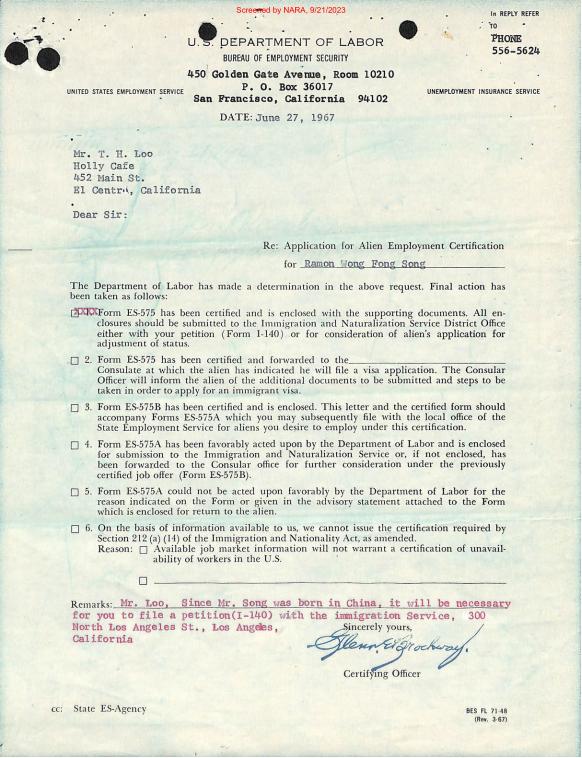 Screened by NARA, 9/21/2023
In REPLY REFER
TO
PHONE
556-5624
U.S. DEPARTMENT OF LABOR
BUREAU OF EMPLOYMENT SECURITY
450 Golden Gate Avenue, Room 10210
P. O. Box 36017
UNITED STATES EMPLOYMENT SERVICE
San Francisco, California 94102
UNEMPLOYMENT INSURANCE SERVICE
DATE: June 27, 1967
Mr. T. H. Loo
Holly Cafe
452 Main St.
El Centro, California
Dear Sir:
Re: Application for Alien Employment Certification
for Ramon Wong Fong Song
The Department of Labor has made a determination in the above request. Final action has
been taken as follows:
XXXX Form ES-575 has been certified and is enclosed with the supporting documents. All en-
closures should be submitted to the Immigration and Naturalization Service District Office
either with your petition (Form I-140) or for consideration of alien's application for
adjustment of status.
☐ 2. Form ES-575 has been certified and forwarded to the
Consulate at which the alien has indicated he will file a visa application. The Consular
Officer will inform the alien of the additional documents to be submitted and steps to be
taken in order to apply for an immigrant visa.
☐ 3. Form ES-575B has been certified and is enclosed. This letter and the certified form should
accompany Forms ES-575A which you may subsequently file with the local office of the
State Employment Service for aliens you desire to employ under this certification.
☐ 4. Form ES-575A has been favorably acted upon by the Department of Labor and is enclosed
for submission to the Immigration and Naturalization Service or, if not enclosed, has
been forwarded to the Consular office for further consideration under the previously
certified job offer (Form ES-575B).
☐ 5. Form ES-575A could not be acted upon favorably by the Department of Labor for the
reason indicated on the Form or given in the advisory statement attached to the Form
which is enclosed for return to the alien.
☐ 6. On the basis of information available to us, we cannot issue the certification required by
Section 212 (a) (14) of the Immigration and Nationality Act, as amended.
Reason: ☐ Available job market information will not warrant a certification of unavail-
ability of workers in the U.S.
☐
Remarks: Mr. Loo, Since Mr. Song was born in China, it will be necessary
for you to file a petition(I-140) with the immigration Service, 300
North Los Angeles St., Los Angeles,
California
Sincerely yours,
Glenn E. Brockway.
Certifying Officer
cc: State ES-Agency
BES FL 71-48
(Rev. 3-67)